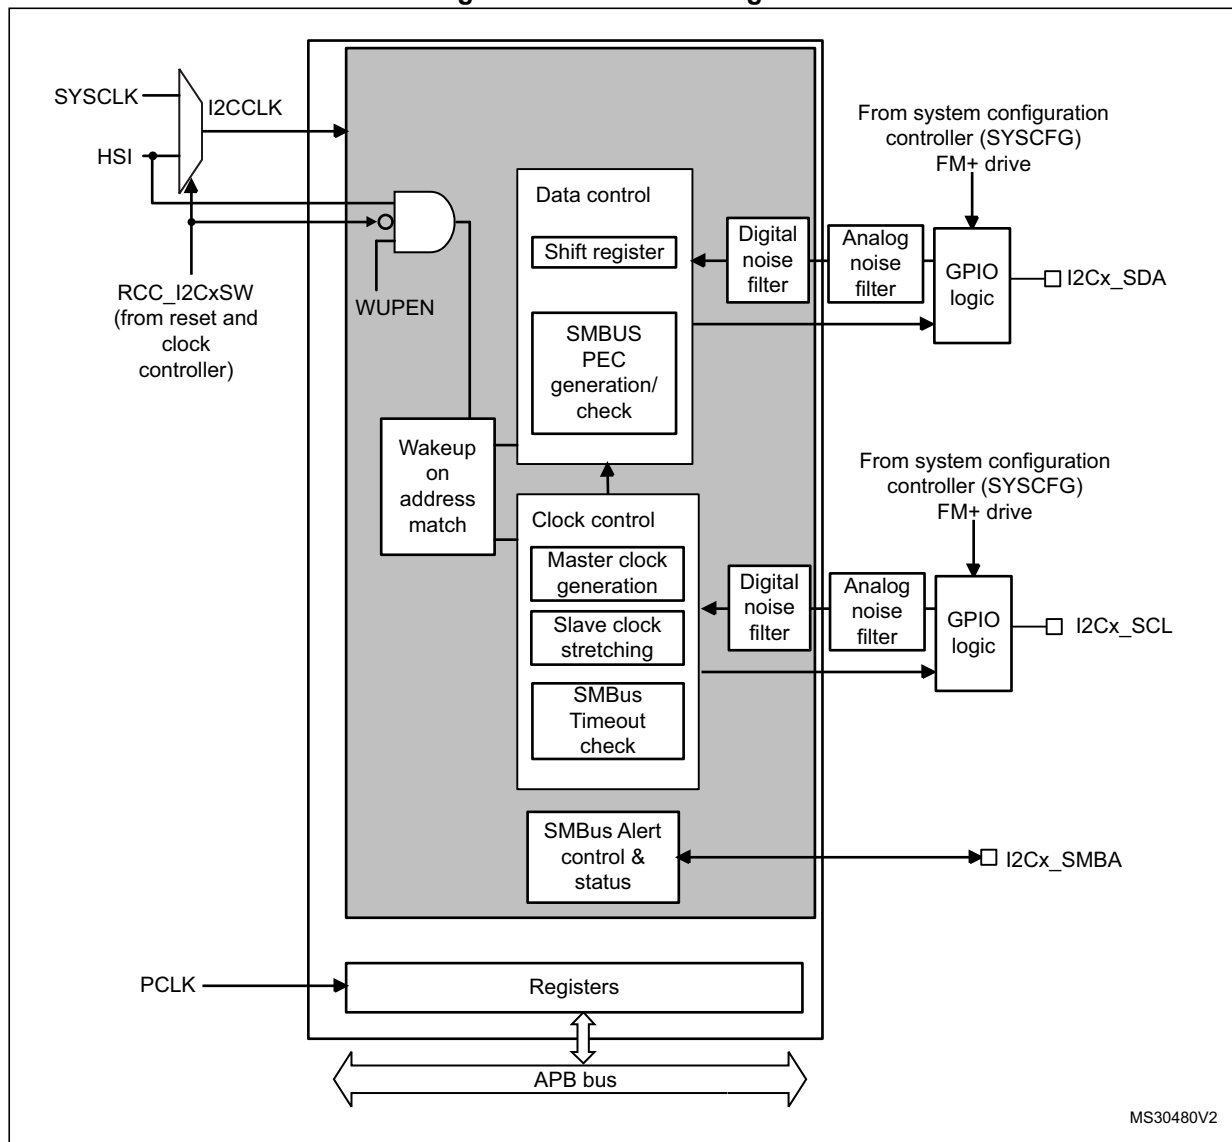 SYSCLK
I2CCLK
HSI
RCC_I2CxSW
(from reset and
clock
controller)
WUPEN
Wakeup
on
address
match
Data control
Shift register
SMBUS
PEC
generation/
check
Digital
noise
filter
Analog
noise
filter
From system configuration
controller (SYSCFG)
FM+ drive
GPIO
logic
I2Cx_SDA
Clock control
Master clock
generation
Slave clock
stretching
SMBus
Timeout
check
Digital
noise
filter
Analog
noise
filter
From system configuration
controller (SYSCFG)
FM+ drive
GPIO
logic
I2Cx_SCL
SMBus Alert
control &
status
I2Cx_SMBA
PCLK
Registers
APB bus
MS30480V2